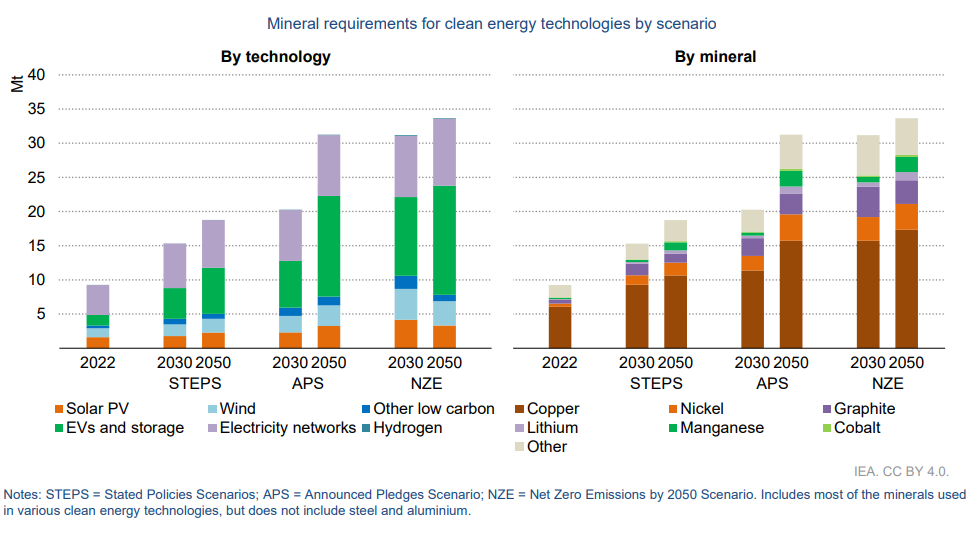 Mineral requirements for clean energy technologies by scenario
By technology
By mineral
Mt
40
35
30
25
20
15
10
5
2022
2030 2050
2030 2050
2030 2050
STEPS
APS
NZE
2022
2030 2050
2030 2050
2030 2050
STEPS
APS
NZE
Solar PV
Wind
Other low carbon
EVs and storage
Electricity networks
Hydrogen
Copper
Nickel
Graphite
Lithium
Manganese
Cobalt
Other
IEA. CC BY 4.0.
Notes: STEPS = Stated Policies Scenarios; APS = Announced Pledges Scenario; NZE = Net Zero Emissions by 2050 Scenario. Includes most of the minerals used
in various clean energy technologies, but does not include steel and aluminium.